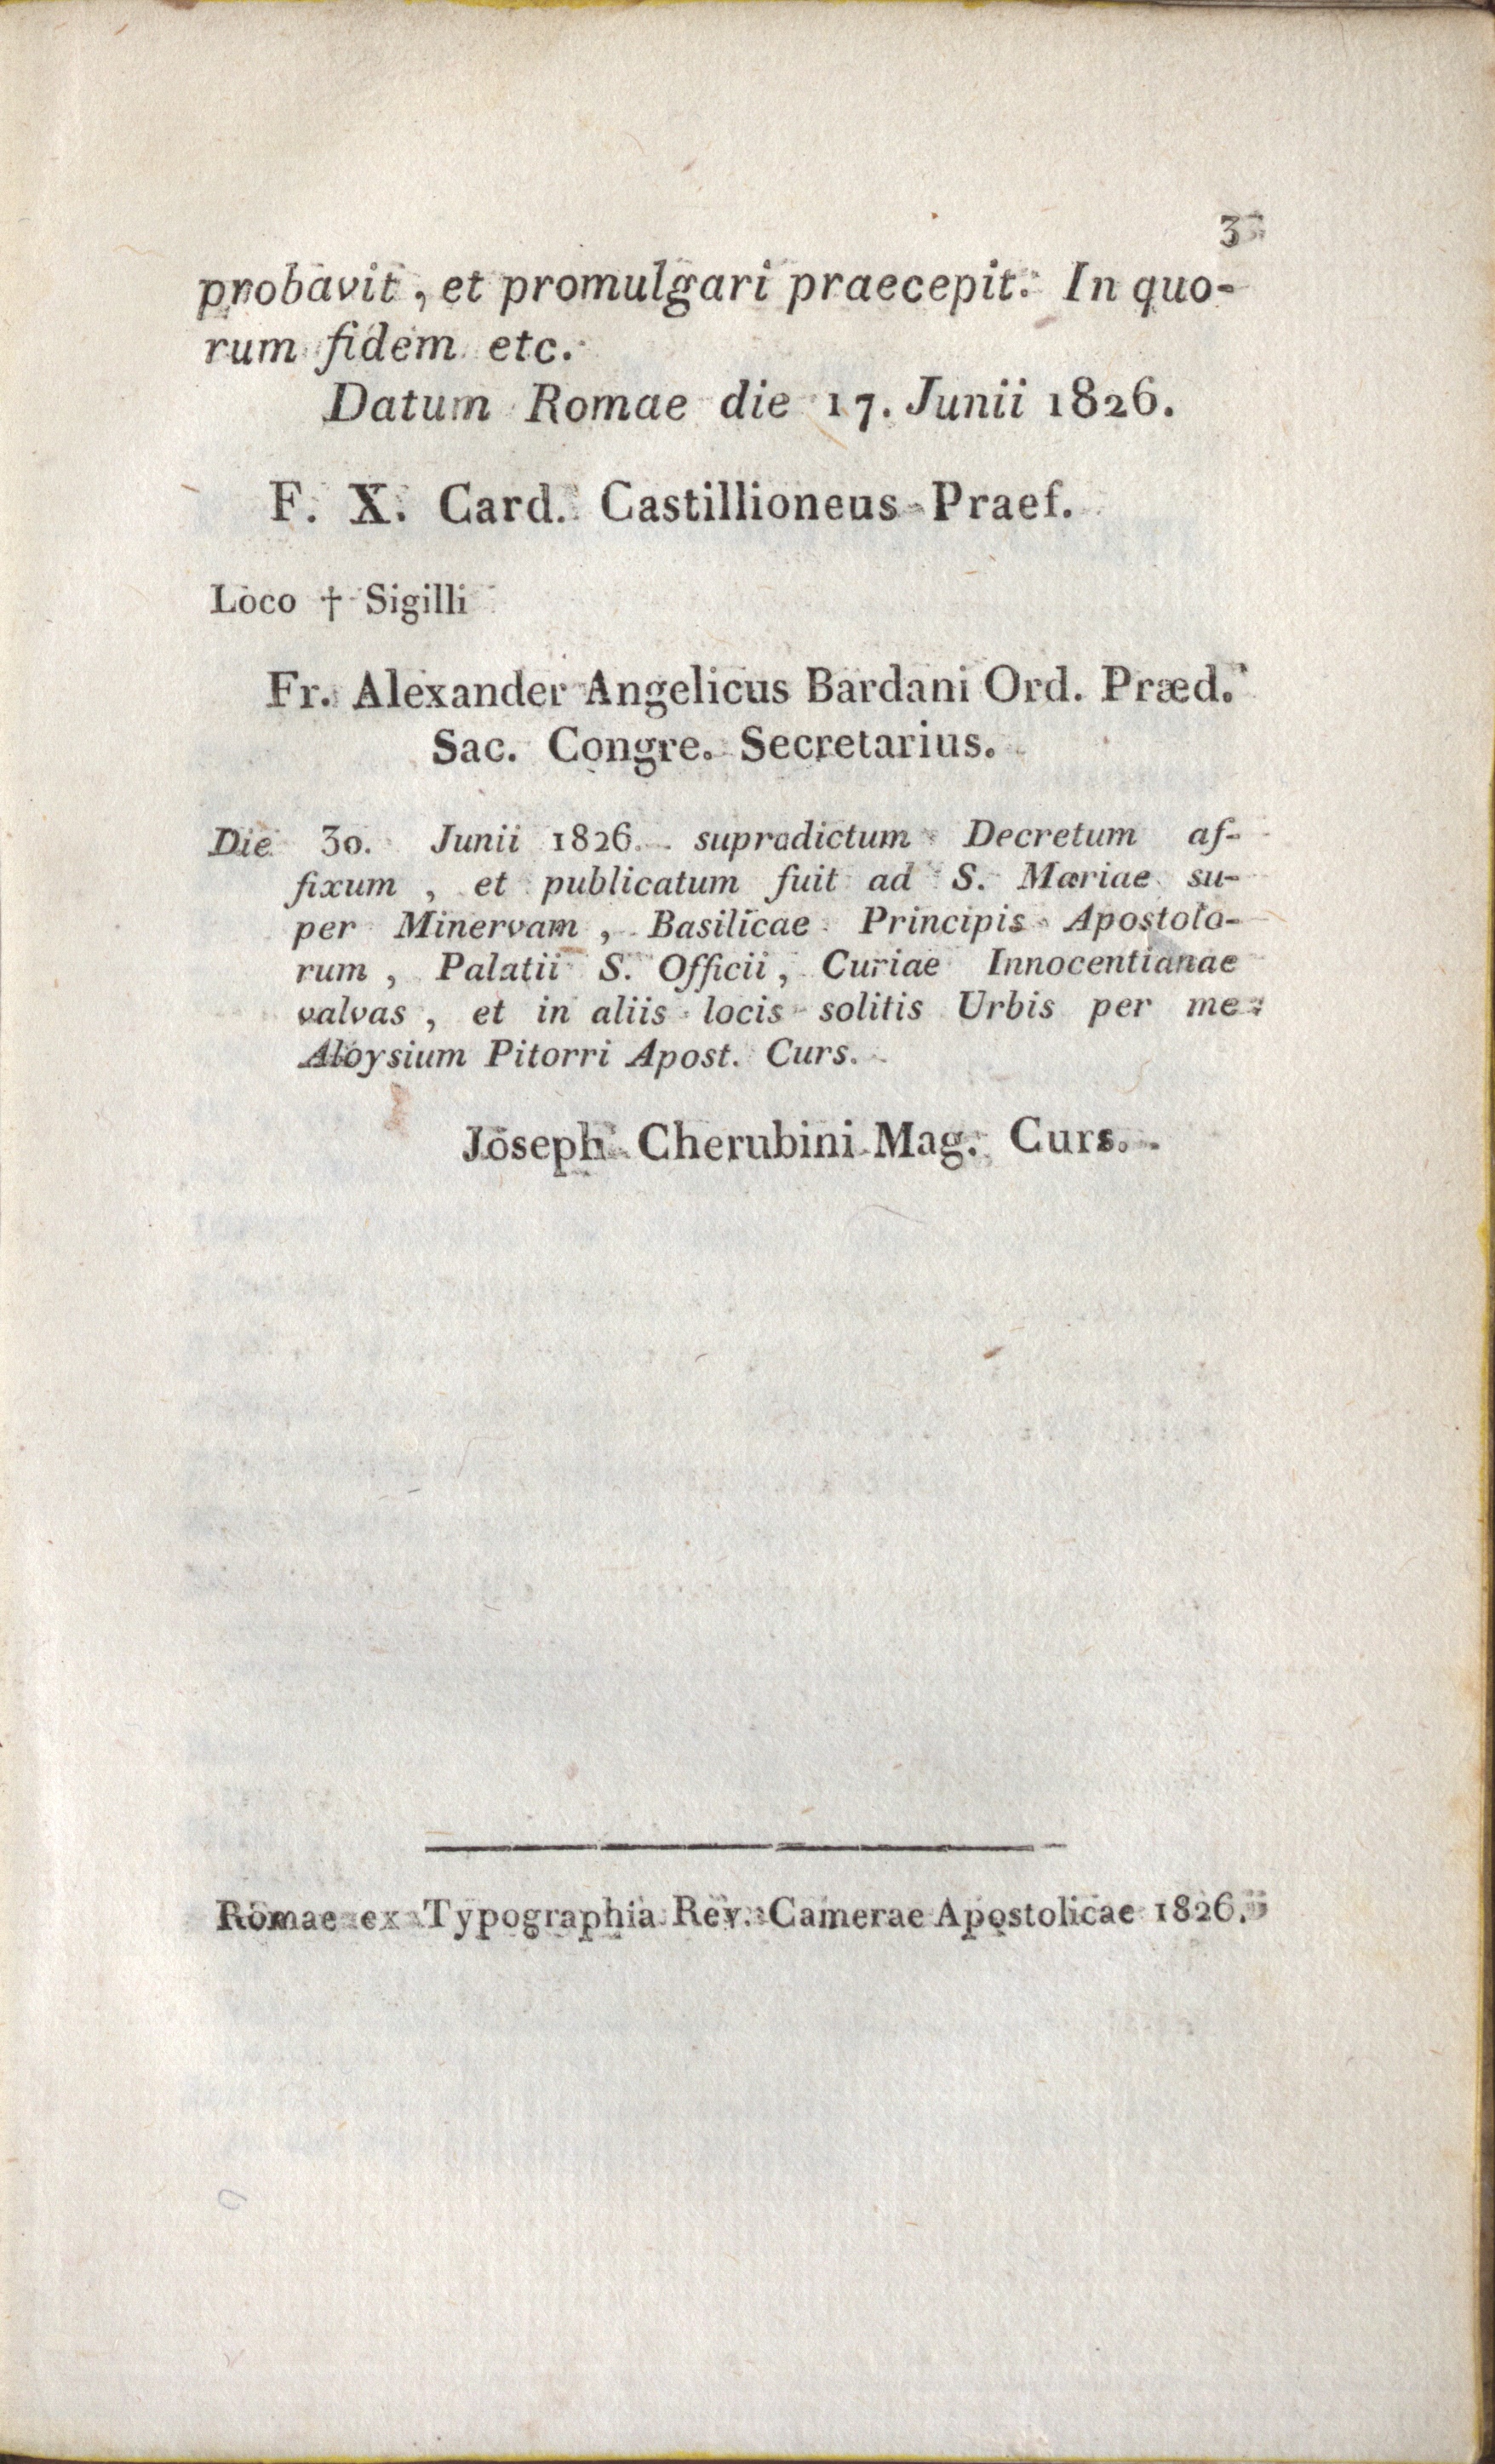 3
probavit, et promulgari praecepit. In quo-
rum fidem etc.
Datum Romae die 17. Junii 1826.
F. X. Card. Castillioneus Praef.
Loco † Sigilli
Fr. Alexander Angelicus Bardani Ord. Præd.
Sac. Congre. Secretarius.
Die 30. Junii 1826. supradictum Decretum af-
fixum, et publicatum fuit ad S. Mariae su-
per Minervam, Basilicae Principis Apostolo-
rum, Palatii S. Officii, Curiae Innocentianae
valvas, et in aliis locis solitis Urbis per me
Aloysium Pitorri Apost. Curs.
Joseph Cherubini Mag. Curs.
Romae ex Typographia Rev. Camerae Apostolicae 1826.